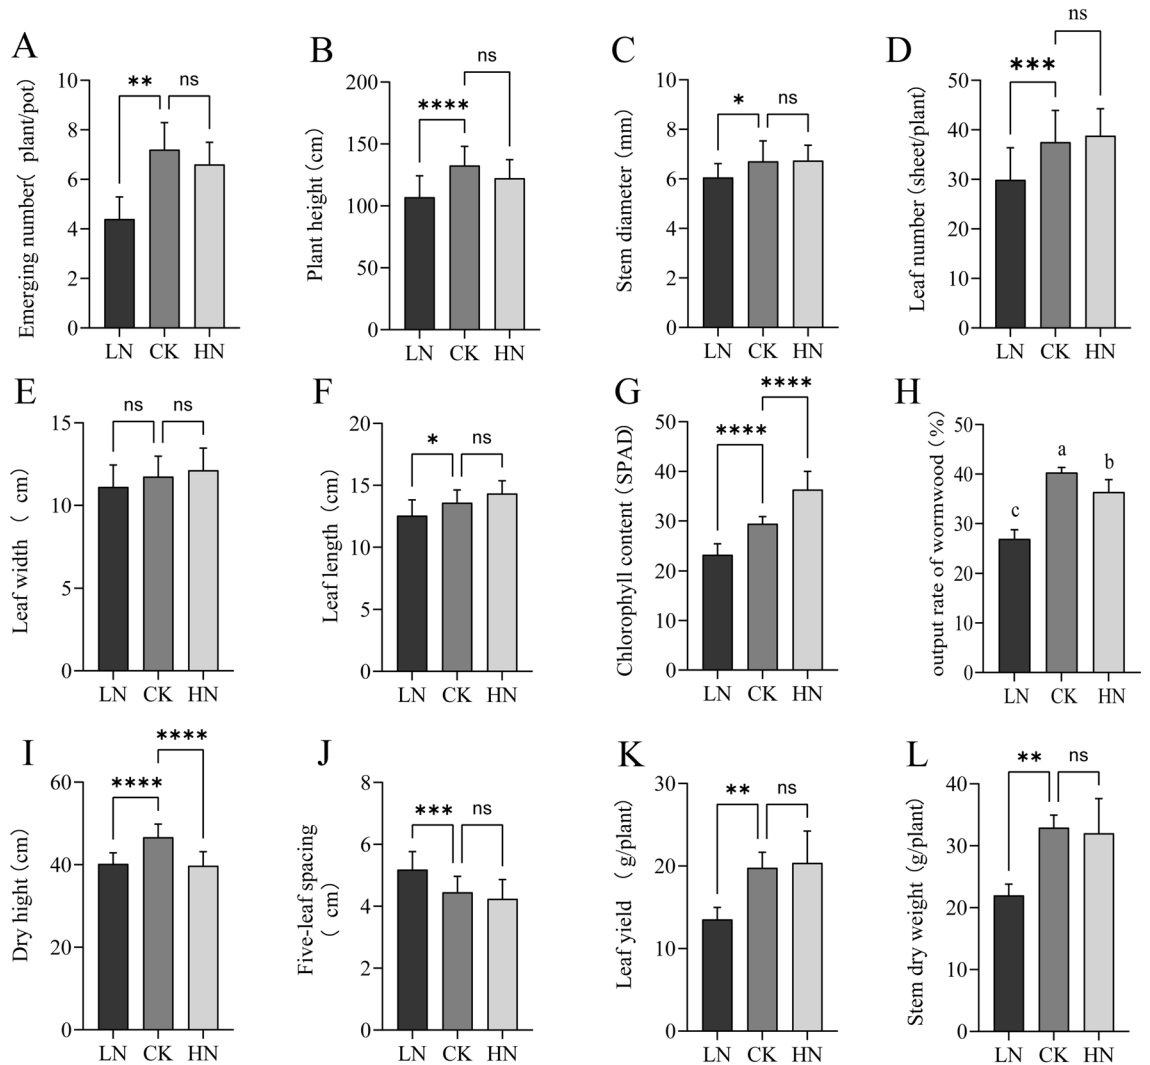 A
Emerging number( plant/pot)
10
8
6
4
2
0
** ns
LN CK HN
B
Plant height (cm)
200
150
100
50
0
**** ns
LN CK HN
C
Stem diameter (mm)
10
8
6
4
2
0
* ns
LN CK HN
D
Leaf number (sheet/plant)
50
40
30
20
10
0
*** ns
LN CK HN
E
Leaf width ( cm)
15
10
5
0
ns ns
LN CK HN
F
Leaf length (cm)
20
15
10
5
0
* ns
LN CK HN
G
Chlorophyll content (SPAD)
50
40
30
20
10
0
**** ****
LN CK HN
H
output rate of wormwood (%)
50
40
30
20
10
0
c a b
LN CK HN
I
Dry hight (cm)
60
40
20
0
**** ****
LN CK HN
J
Five-leaf spacing
( cm)
8
6
4
2
0
*** ns
LN CK HN
K
Leaf yield ( g/plant)
30
20
10
0
** ns
LN CK HN
L
Stem dry weight (g/plant)
40
30
20
10
0
** ns
LN CK HN